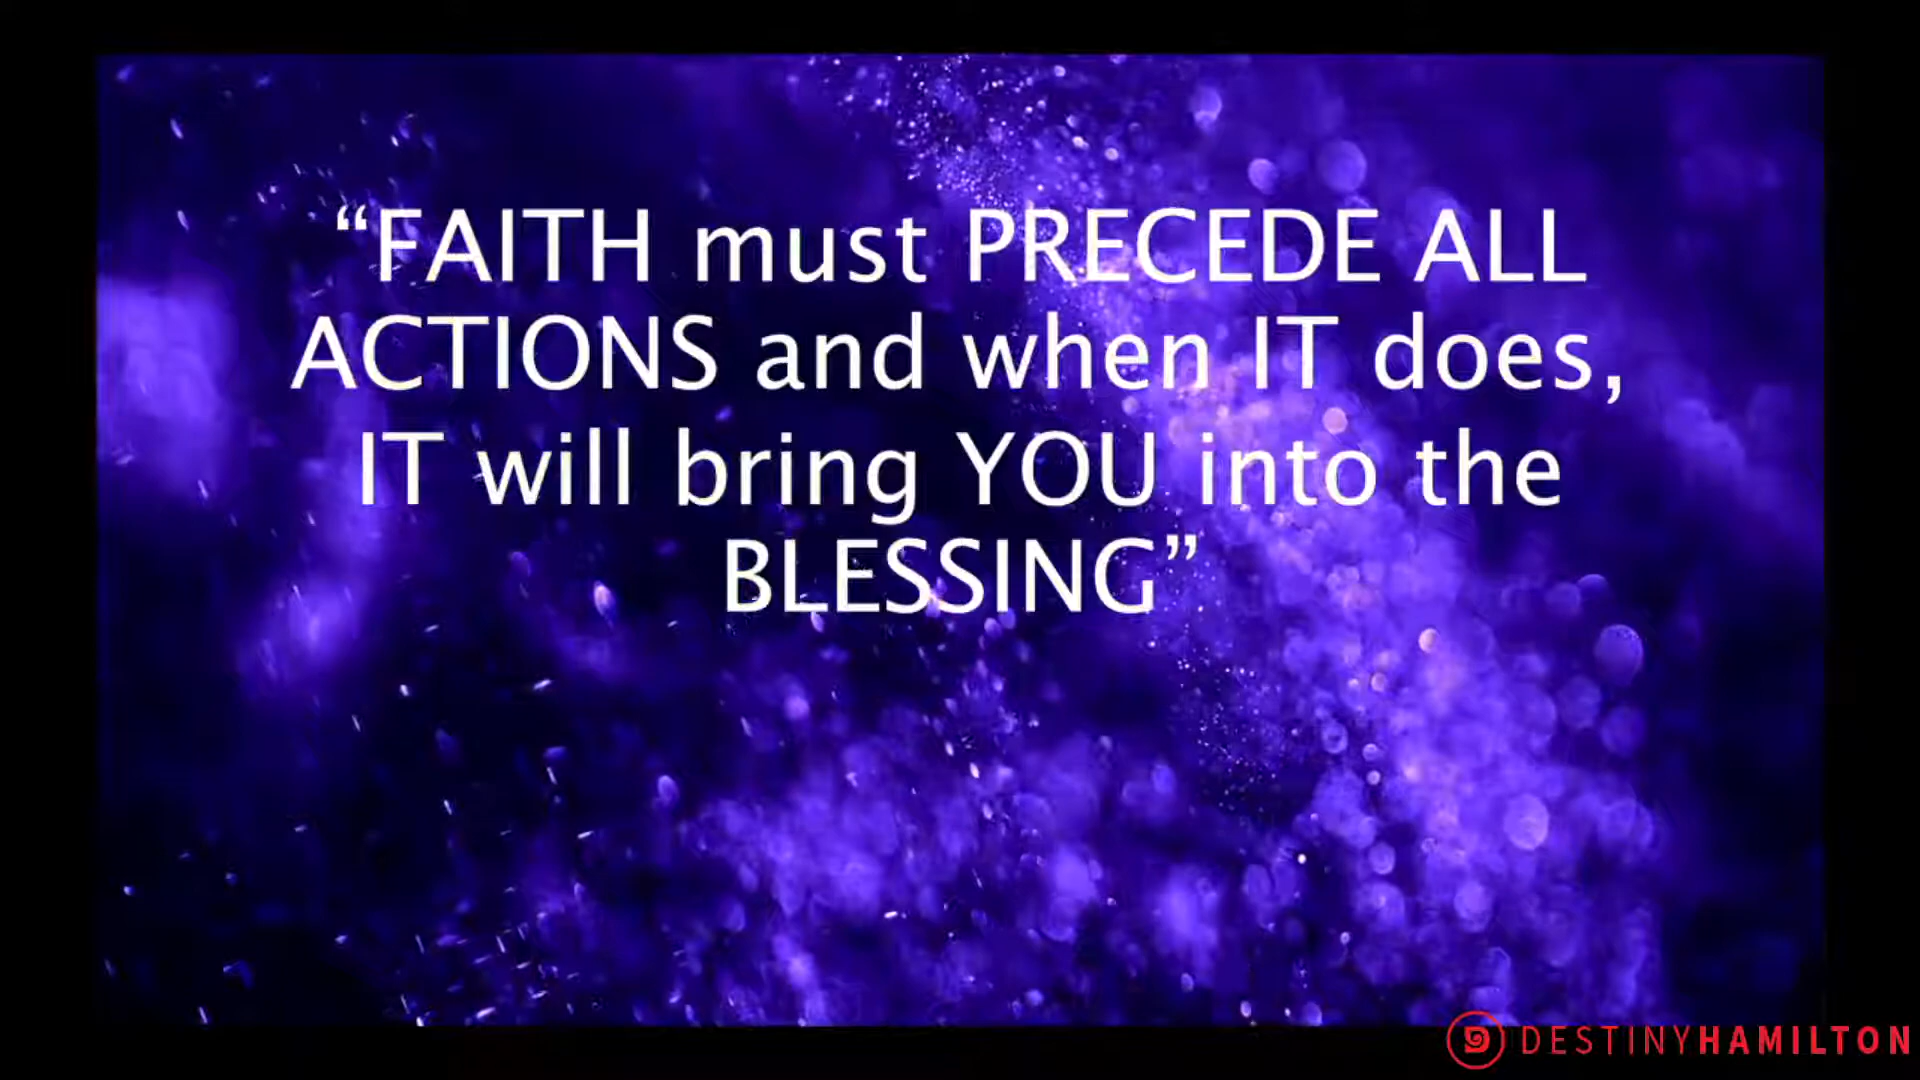 “FAITH must PRECEDE ALL
ACTIONS and when IT does,
IT will bring YOU into the
BLESSING”
DESTINYHAMILTON